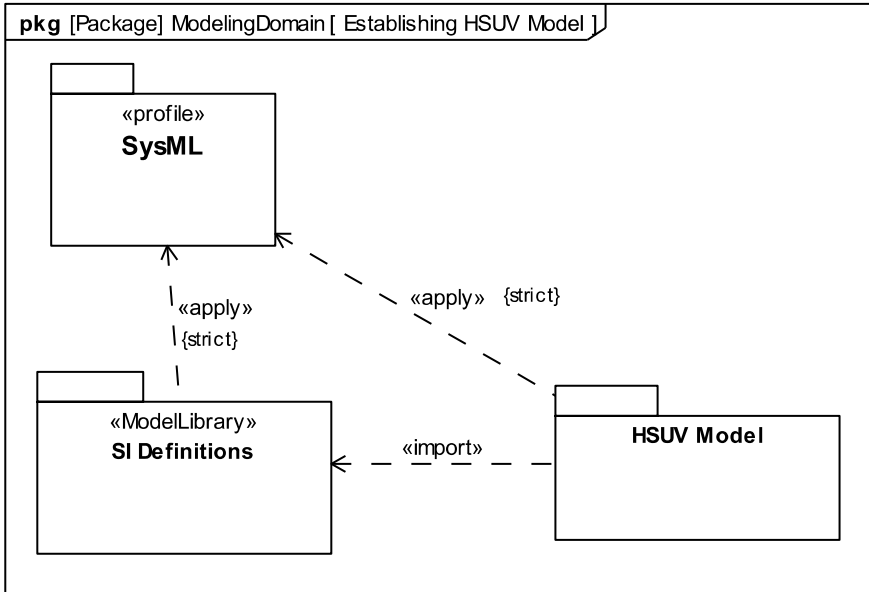 pkg [Package] ModelingDomain [ Establishing HSUV Model ]
«profile»
SysML
«apply» {strict}
«apply»
{strict}
«ModelLibrary»
SI Definitions
«import»
HSUV Model